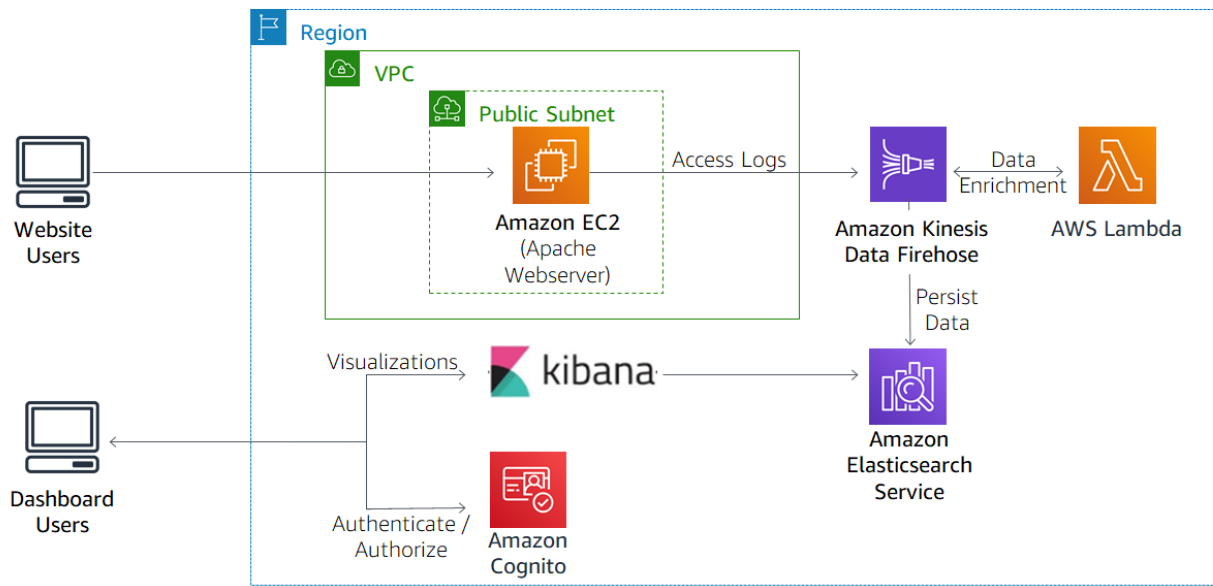 Region
VPC
Public Subnet
Website
Users
Amazon EC2
(Apache
Webserver)
Access Logs
Amazon Kinesis
Data Firehose
Data
Enrichment
AWS Lambda
Persist
Data
Visualizations
kibana
Amazon
Elasticsearch
Service
Dashboard
Users
Authenticate /
Authorize
Amazon
Cognito